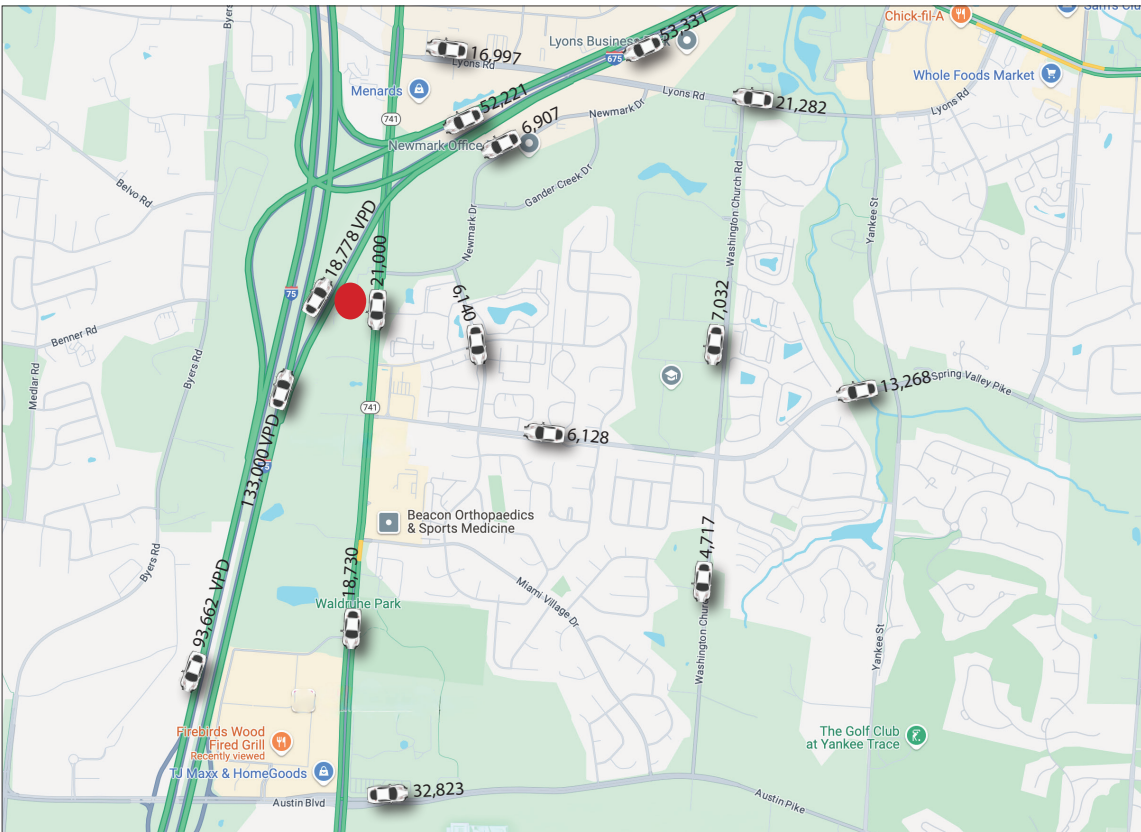 Byers
Chick-fil-A
16,997
Lyons Rd
Lyons Business
675
53,331
Whole Foods Market
Menards
Lyons Rd
21,282
Lyons Rd
741
52,221
6,907
Newmark Dr
Newmark Office
Belvo Rd
Gander Creek Dr
Washington Church Rd
Yankee St
Newmark Dr
18,778 VPD
21,000
75
6,140
7,032
Benner Rd
Byers Rd
Medlar Rd
13,268
Spring Valley Pike
741
6,128
133,000 VPD
Beacon Orthopaedics
& Sports Medicine
Byers Rd
18,730
4,717
Miami Village Dr
Waldruhe Park
93,662 VPD
Washington
Yankee St
Firebirds Wood
Fired Grill
Recently viewed
The Golf Club
at Yankee Trace
TJ Maxx & HomeGoods
32,823
Austin Blvd
Austin Pike